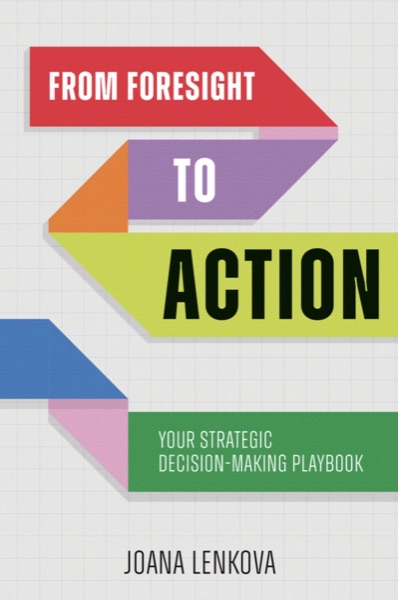 FROM FORESIGHT
TO
ACTION
YOUR STRATEGIC
DECISION-MAKING PLAYBOOK
JOANA LENKOVA